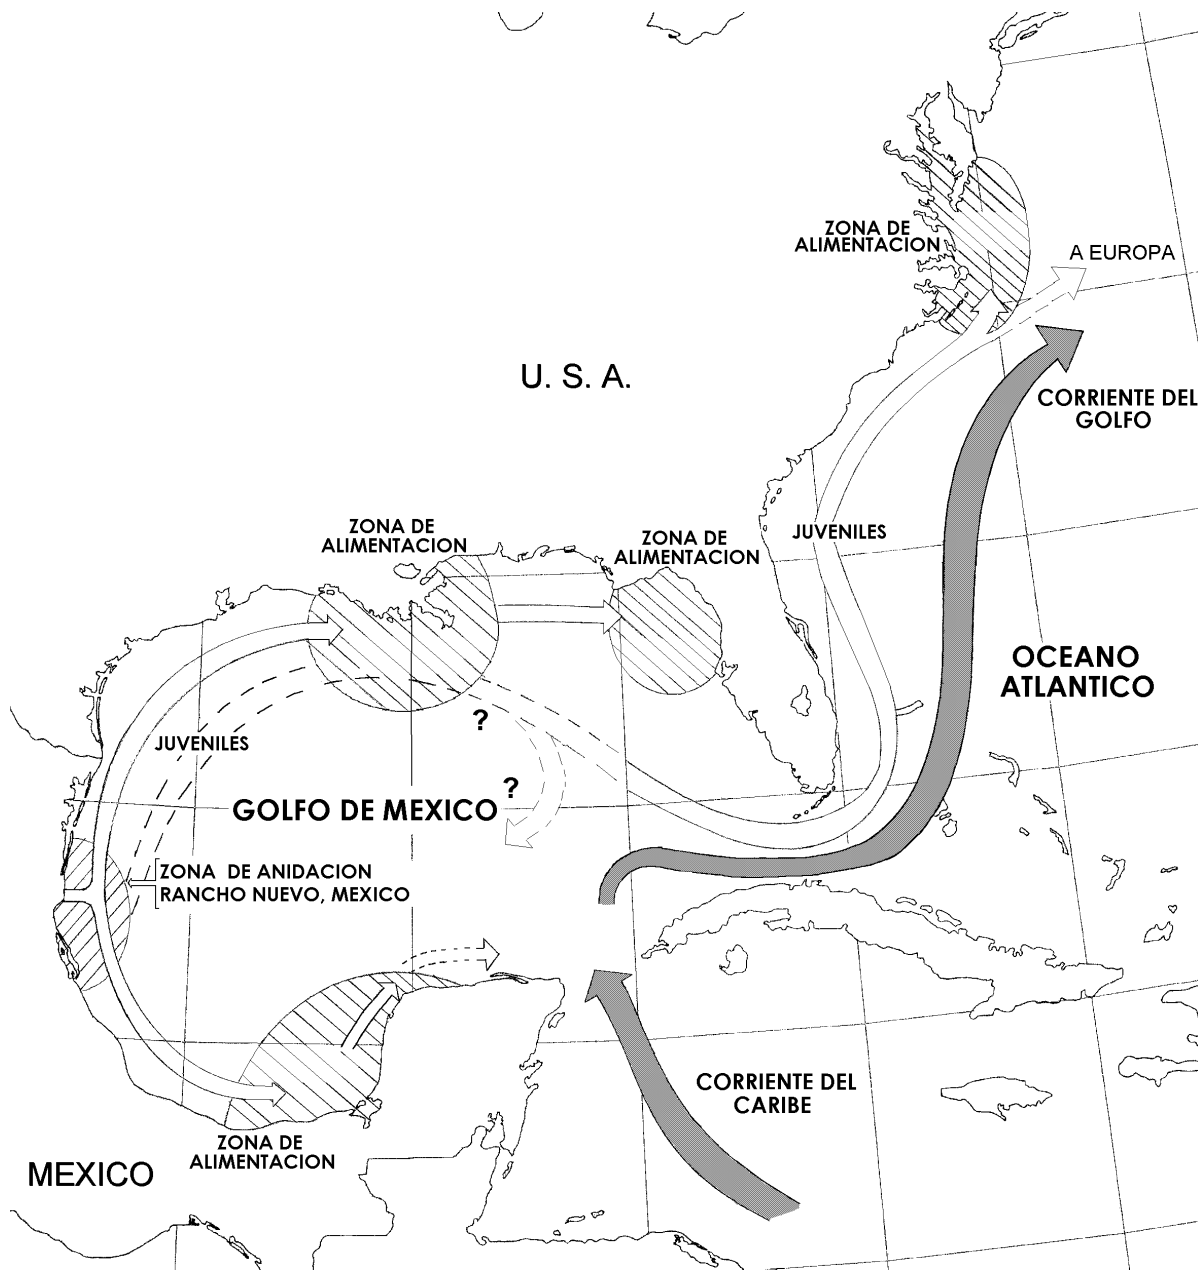 ZONA DE
ALIMENTACION
A EUROPA
U. S. A.
CORRIENTE DEL
GOLFO
ZONA DE
ALIMENTACION
ZONA DE
ALIMENTACION
JUVENILES
OCEANO
ATLANTICO
?
JUVENILES
?
GOLFO DE MEXICO
ZONA DE ANIDACION
RANCHO NUEVO, MEXICO
CORRIENTE DEL
CARIBE
ZONA DE
ALIMENTACION
MEXICO